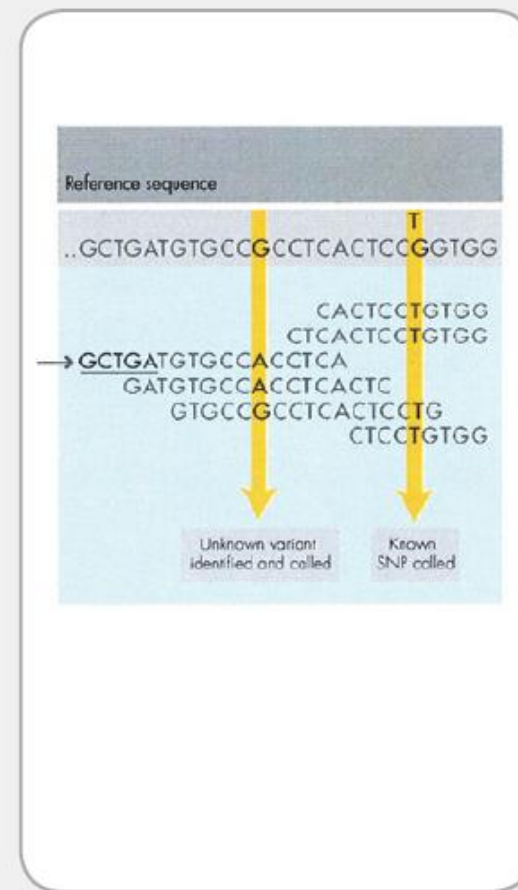 Reference sequence
T
..GCTGATGTGCCGCCTCACTCCGGTGG
CACTCCTGTGG
CTCACTCCTGTGG
GCTGATGTGCCACCTCA
GATGTGCCACCTCACTC
GTGCCGCCTCACTCCTG
CTCCTGTGG
Unknown variant
identified and called
Known
SNP called